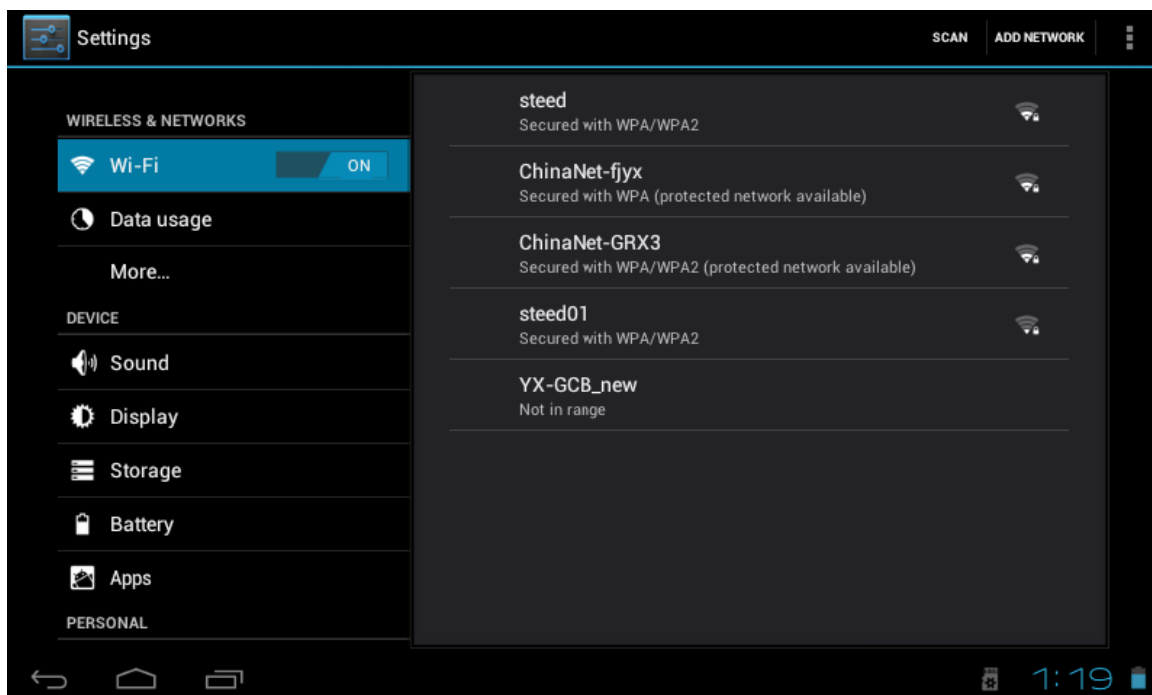 Settings
SCAN
ADD NETWORK
WIRELESS & NETWORKS
Wi-Fi
ON
Data usage
More...
DEVICE
Sound
Display
Storage
Battery
Apps
PERSONAL
steed
Secured with WPA/WPA2
ChinaNet-fjyx
Secured with WPA (protected network available)
ChinaNet-GRX3
Secured with WPA/WPA2 (protected network available)
steed01
Secured with WPA/WPA2
YX-GCB_new
Not in range
1:19